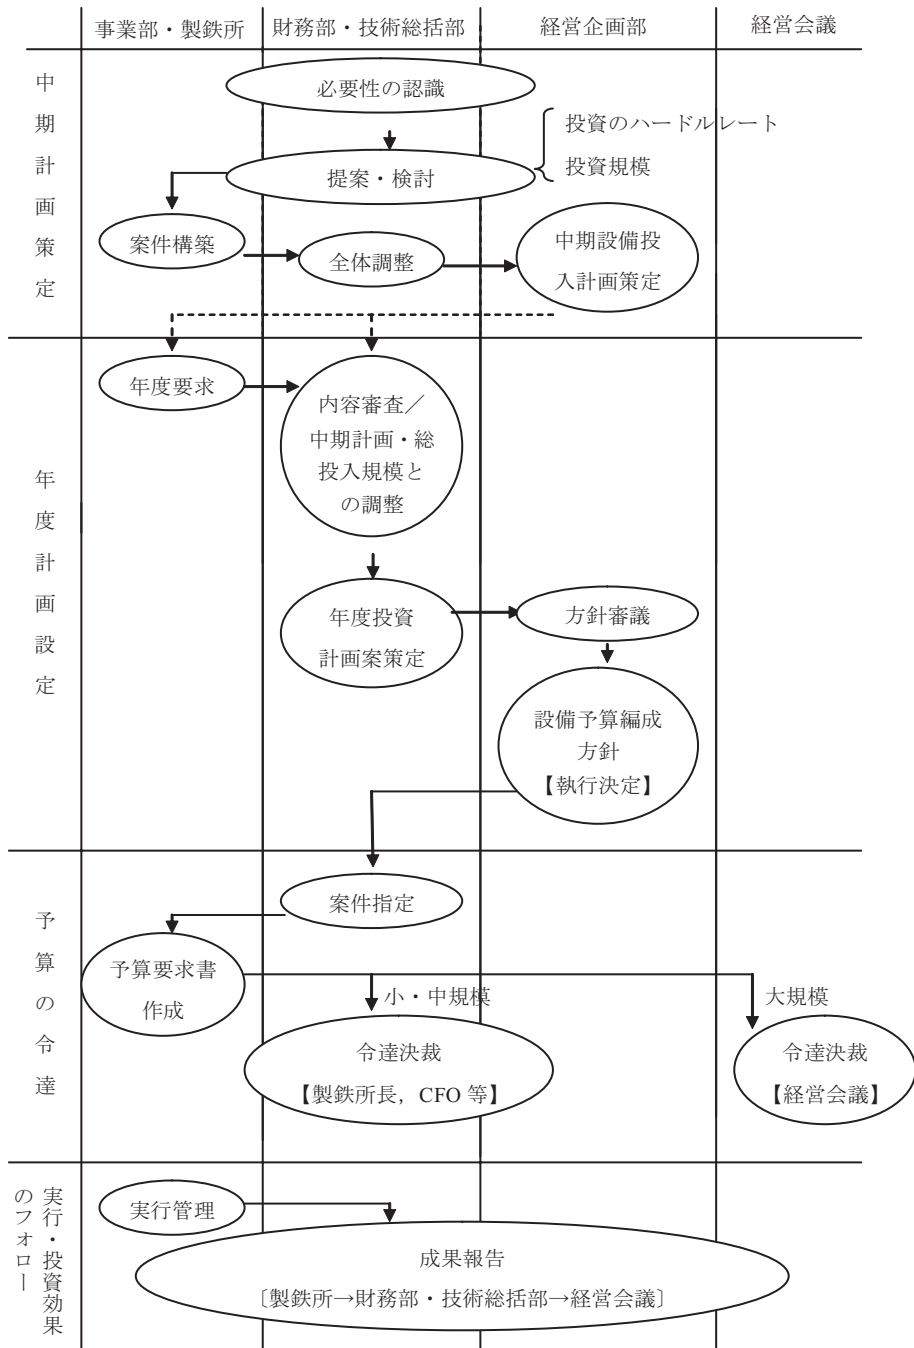 事業部・製鉄所
財務部・技術総括部
経営企画部
経営会議
中期計画策定
必要性の認識
投資のハードルレート
投資規模
提案・検討
案件構築
全体調整
中期設備投
入計画策定
年度計画設定
年度要求
内容審査／
中期計画・総
投入規模と
の調整
年度投資
計画案策定
方針審議
設備予算編成
方針
【執行決定】
予算の令達
案件指定
予算要求書
作成
小・中規模
大規模
令達決裁
【製鉄所長，CFO 等】
令達決裁
【経営会議】
実行・投資効果
のフォロー
実行管理
成果報告
〔製鉄所→財務部・技術総括部→経営会議〕